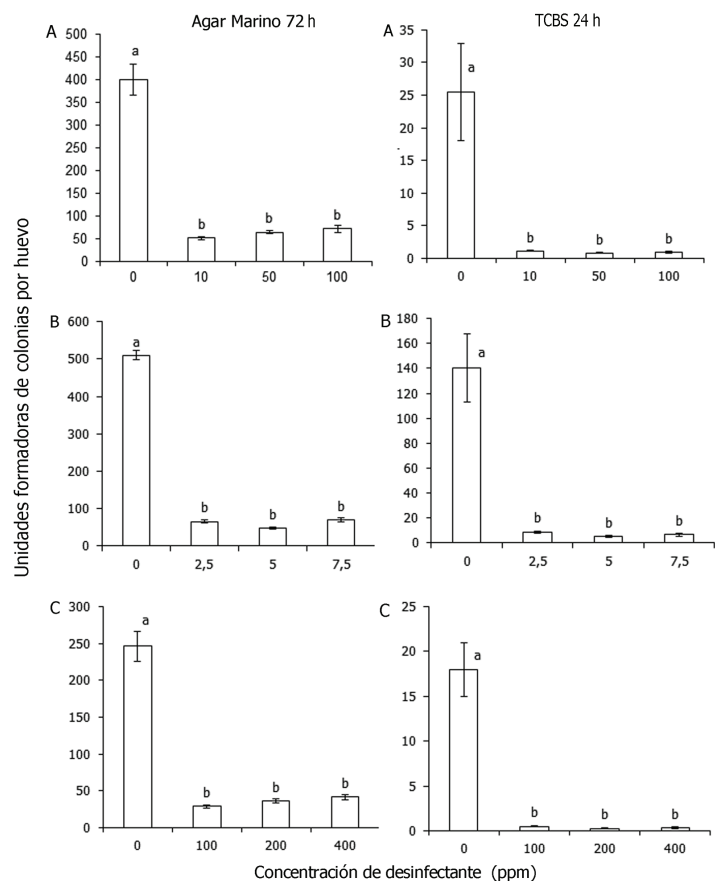 Agar Marino 72 h
TCBS 24 h
Unidades formadoras de colonias por huevo
A
500
450
400
350
300
250
200
150
100
50
0
a
b
b
b
0 10 50 100
A
35
30
25
20
15
10
5
0
a
b
b
b
0 10 50 100
B
600
500
400
300
200
100
0
a
b
b
b
0 2,5 5 7,5
B
180
160
140
120
100
80
60
40
20
0
a
b
b
b
0 2,5 5 7,5
C
300
250
200
150
100
50
0
a
b
b
b
0 100 200 400
C
25
20
15
10
5
0
a
b
b
b
0 100 200 400
Concentración de desinfectante (ppm)